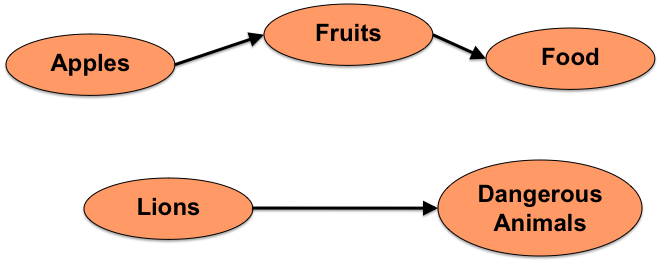 Apples
Fruits
Food
Lions
Dangerous
Animals